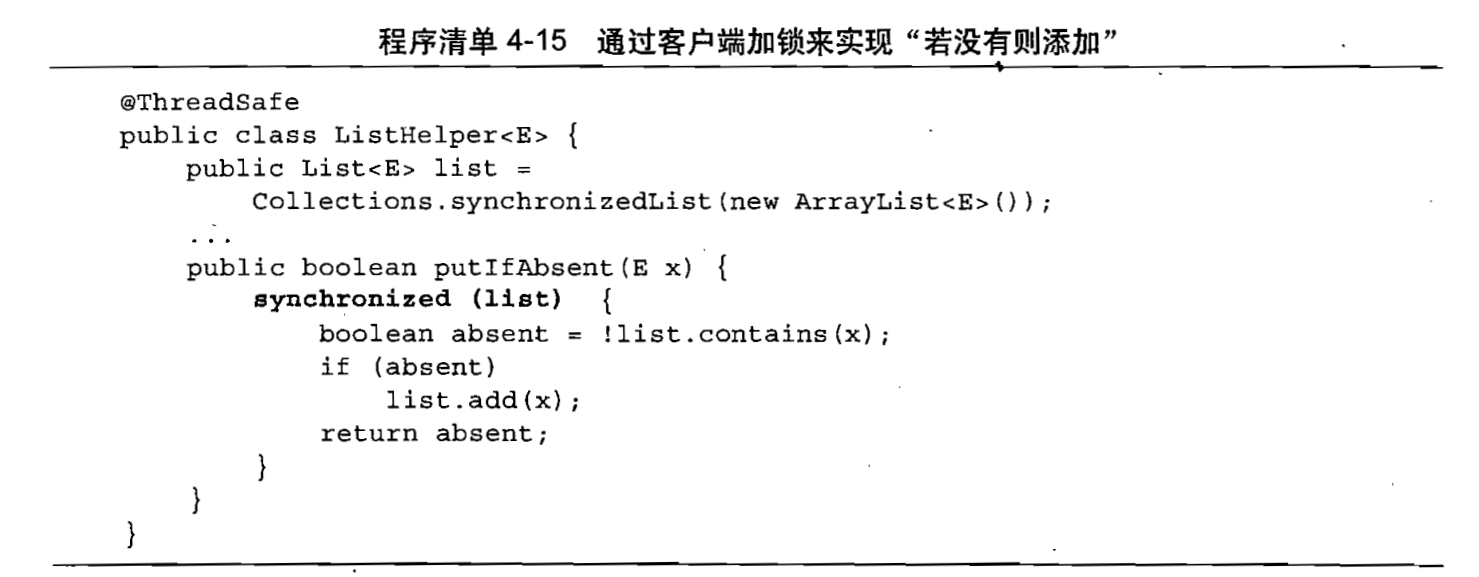 程序清单 4-15 通过客户端加锁来实现“若没有则添加”
@ThreadSafe
public class ListHelper<E> {
    public List<E> list =
        Collections.synchronizedList(new ArrayList<E>());
    ...
    public boolean putIfAbsent(E x) {
        synchronized (list) {
            boolean absent = !list.contains(x);
            if (absent)
                list.add(x);
            return absent;
        }
    }
}